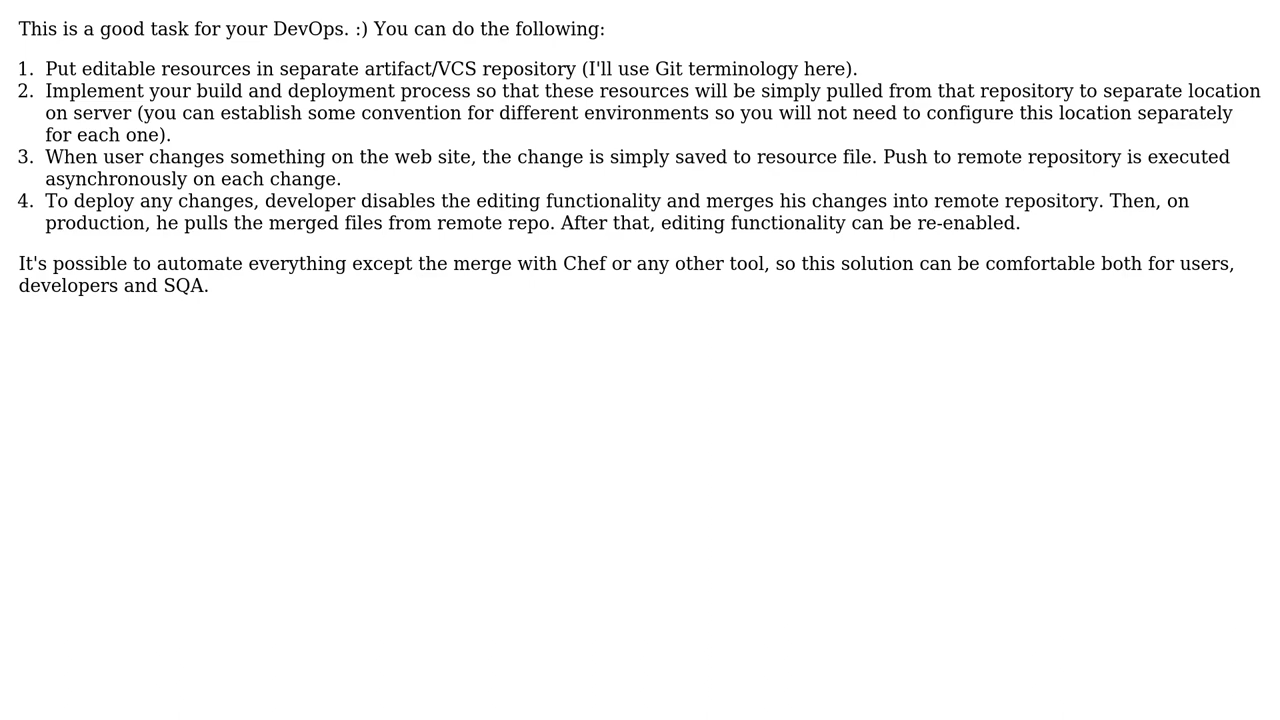 This is a good task for your DevOps. :) You can do the following:
1. Put editable resources in separate artifact/VCS repository (I'll use Git terminology here).
2. Implement your build and deployment process so that these resources will be simply pulled from that repository to separate location
on server (you can establish some convention for different environments so you will not need to configure this location separately
for each one).
3. When user changes something on the web site, the change is simply saved to resource file. Push to remote repository is executed
asynchronously on each change.
4. To deploy any changes, developer disables the editing functionality and merges his changes into remote repository. Then, on
production, he pulls the merged files from remote repo. After that, editing functionality can be re-enabled.
It's possible to automate everything except the merge with Chef or any other tool, so this solution can be comfortable both for users,
developers and SQA.